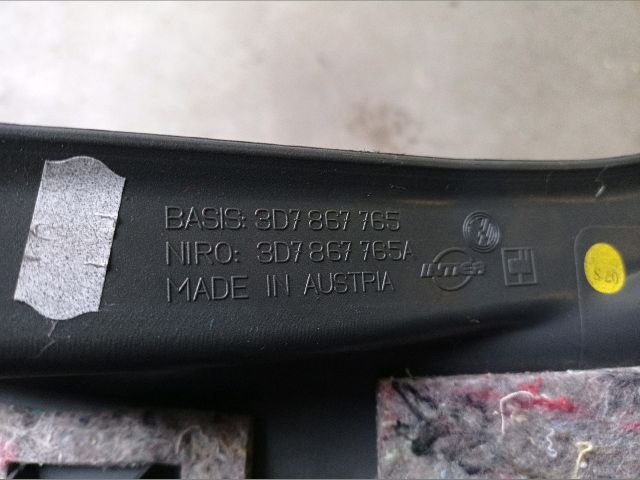 BASIS: 3D7 867 765
NIRO: 3D7 867 765A
MADE IN AUSTRIA